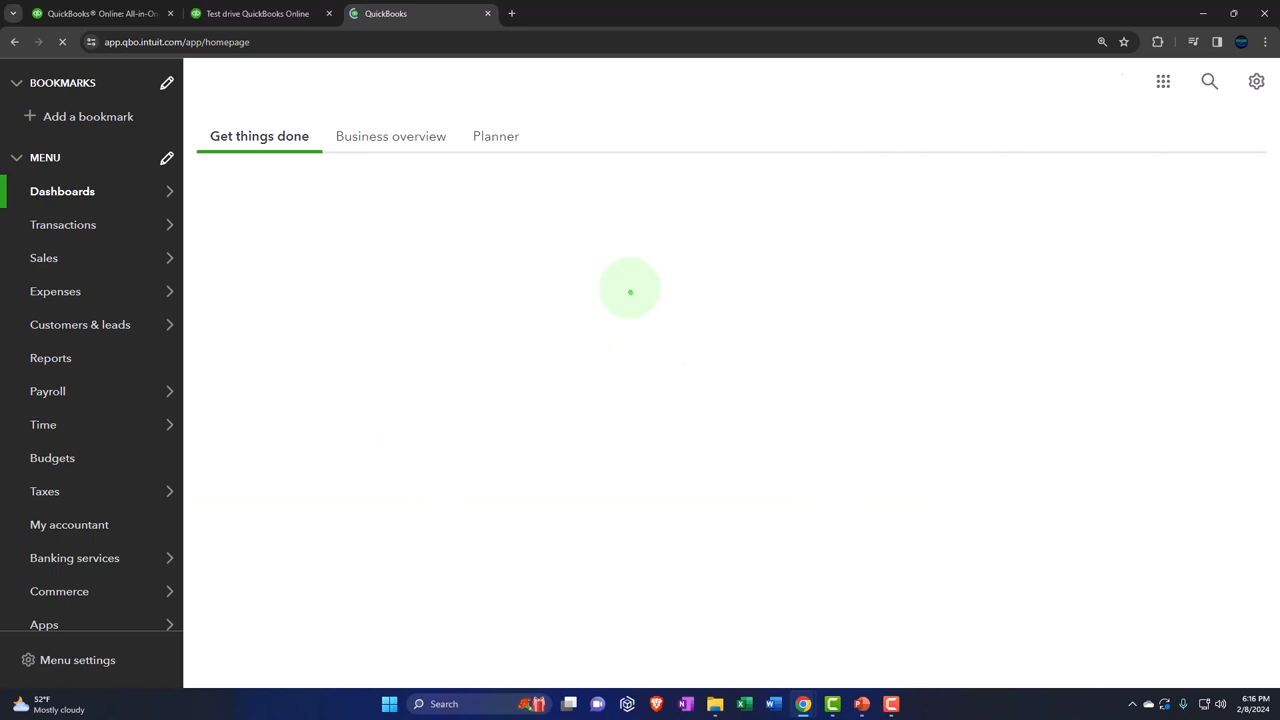 QuickBooks® Online: All-in-On
Test drive QuickBooks Online
QuickBooks
app.qbo.intuit.com/app/homepage
BOOKMARKS
Add a bookmark
MENU
Get things done
Business overview
Planner
Dashboards
Transactions
Sales
Expenses
Customers & leads
Reports
Payroll
Time
Budgets
Taxes
My accountant
Banking services
Commerce
Apps
Menu settings
52°F
Mostly cloudy
Search
6:16 PM
2/8/2024